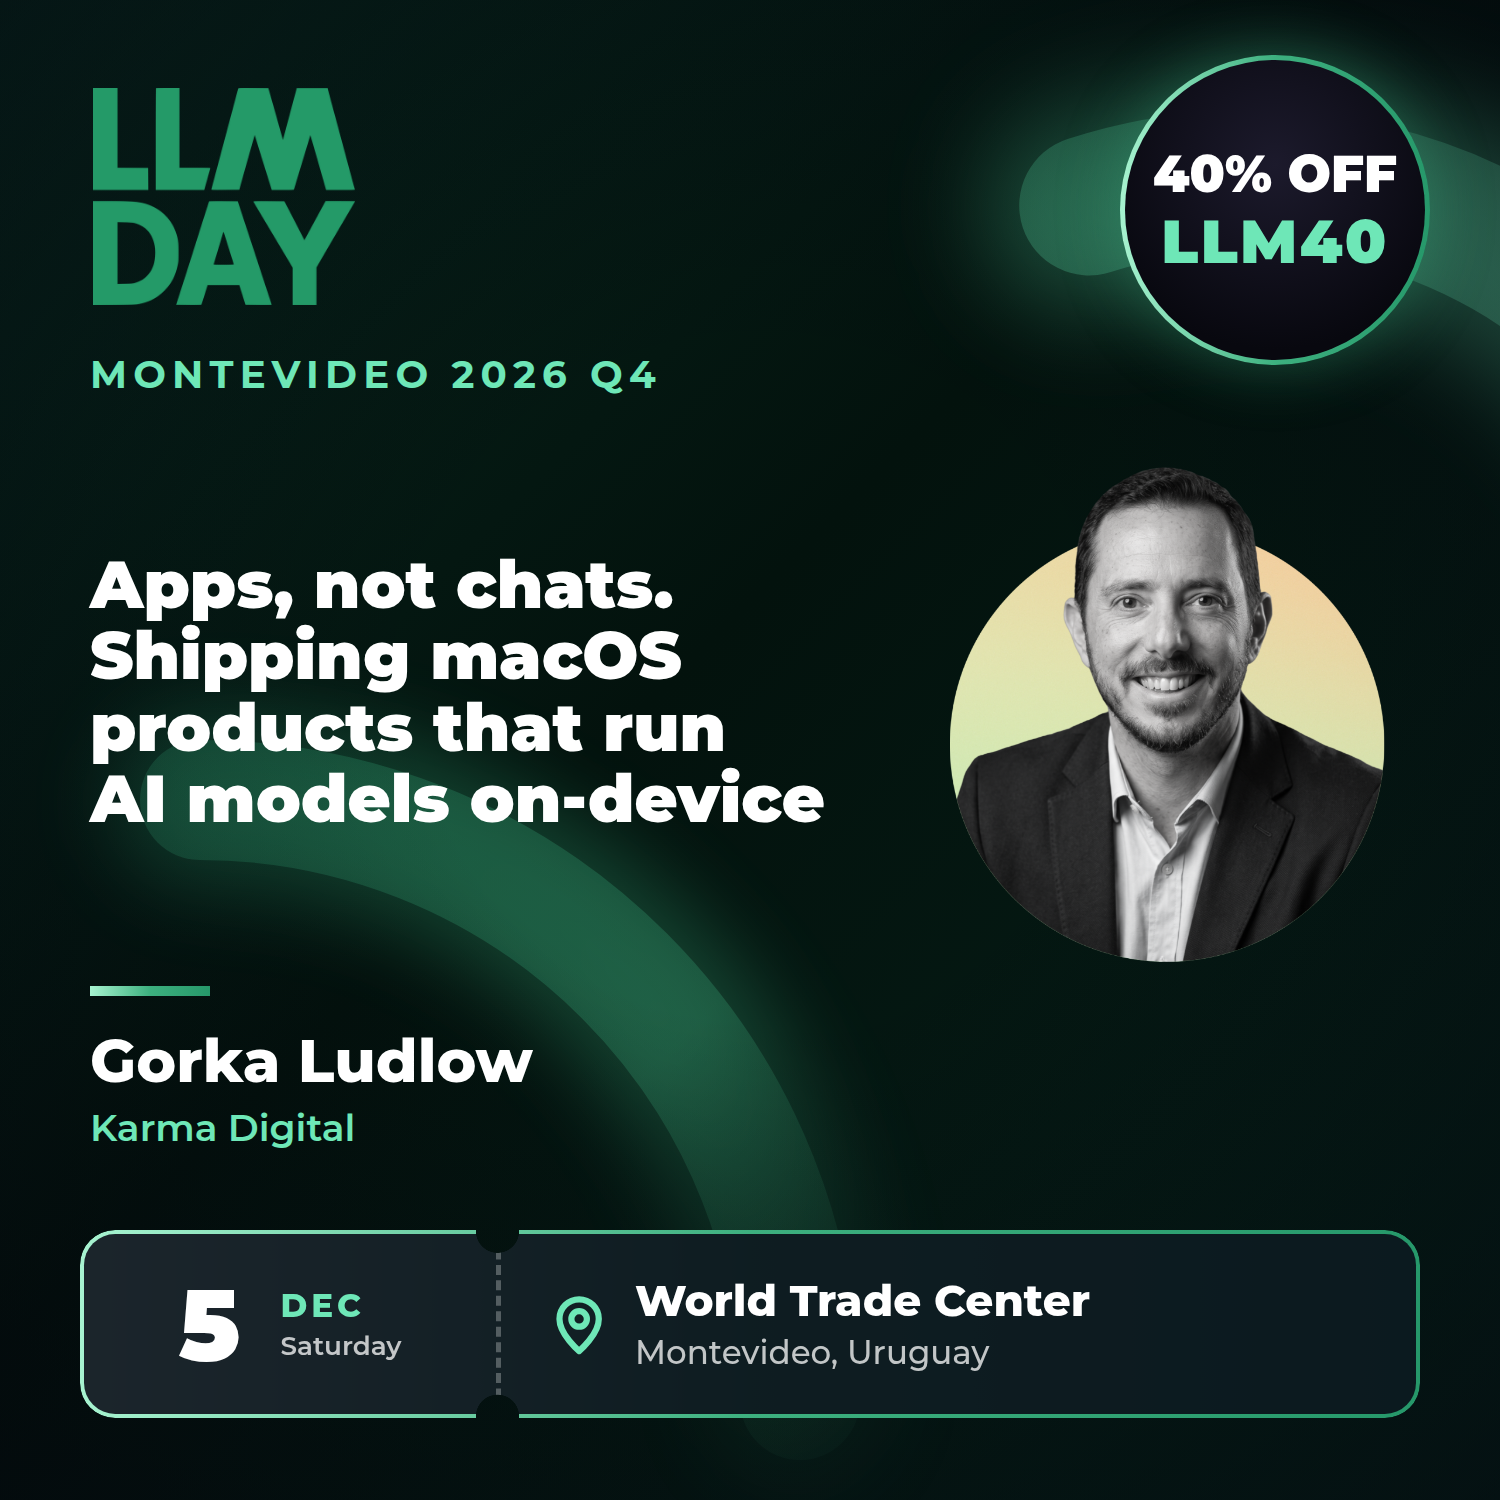 LLM
DAY
MONTEVIDEO 2026 Q4
40% OFF
LLM40
Apps, not chats.
Shipping macOS
products that run
AI models on-device
Gorka Ludlow
Karma Digital
5
DEC
Saturday
World Trade Center
Montevideo, Uruguay